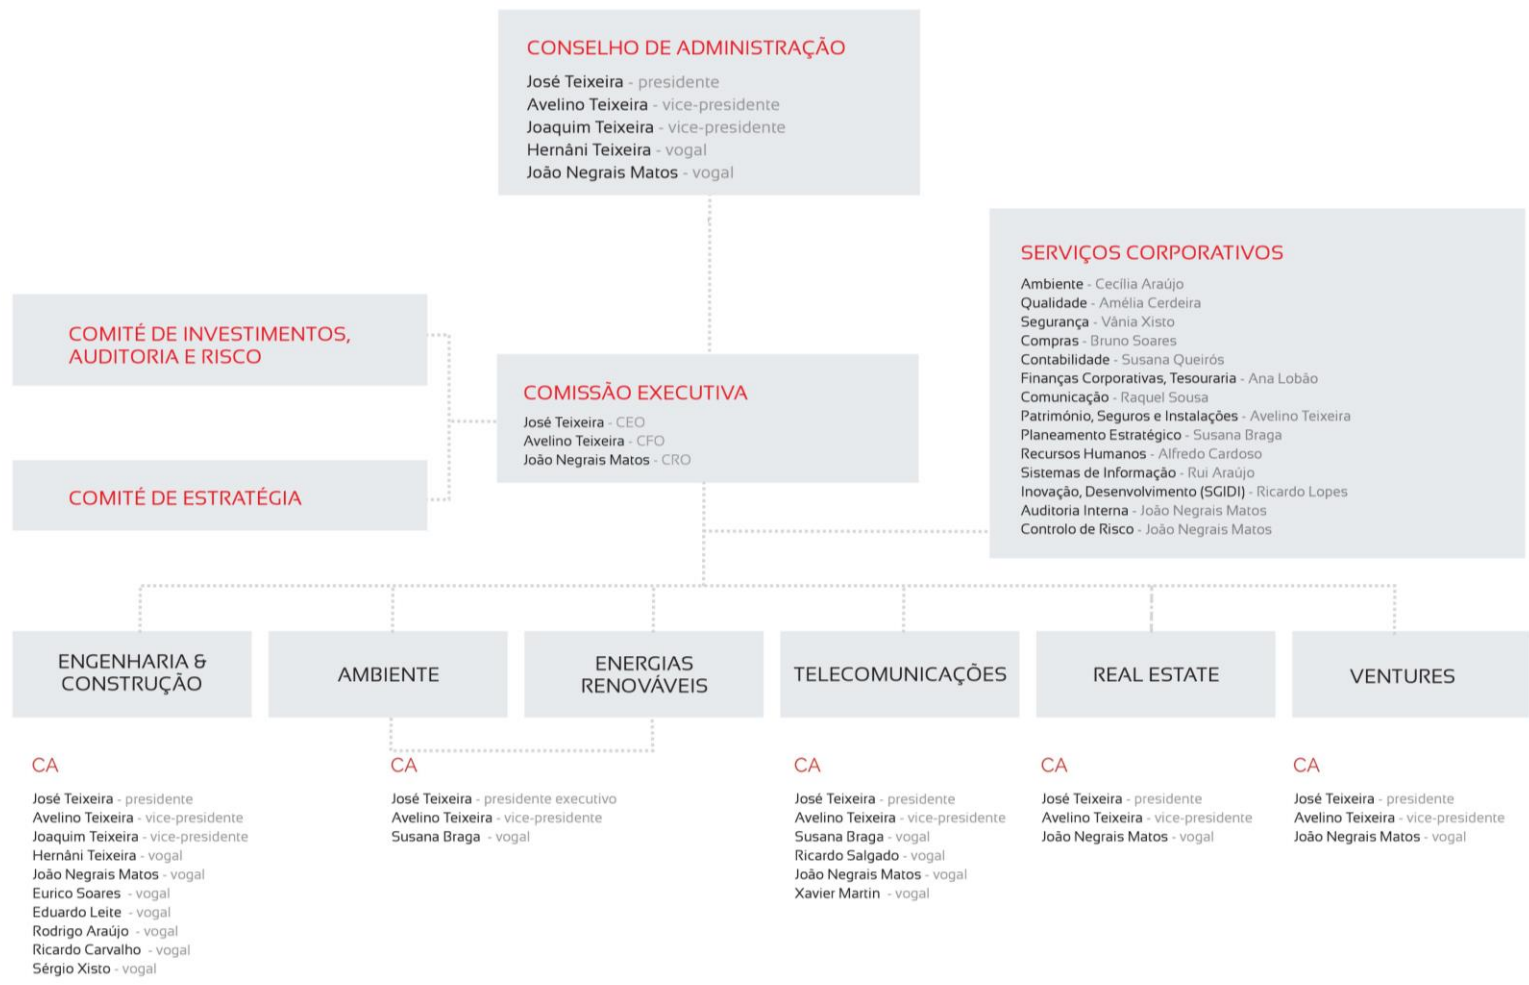 CONSELHO DE ADMINISTRAÇÃO
José Teixeira - presidente
Avelino Teixeira - vice-presidente
Joaquim Teixeira - vice-presidente
Hernâni Teixeira - vogal
João Negrais Matos - vogal
SERVIÇOS CORPORATIVOS
Ambiente - Cecília Araújo
Qualidade - Amélia Cerdeira
Segurança - Vânia Xisto
Compras - Bruno Soares
Contabilidade - Susana Queirós
Finanças Corporativas, Tesouraria - Ana Lobão
Comunicação - Raquel Sousa
Património, Seguros e Instalações - Avelino Teixeira
Planeamento Estratégico - Susana Braga
Recursos Humanos - Alfredo Cardoso
Sistemas de Informação - Rui Araújo
Inovação, Desenvolvimento (SGIDI) - Ricardo Lopes
Auditoria Interna - João Negrais Matos
Controlo de Risco - João Negrais Matos
COMITÉ DE INVESTIMENTOS,
AUDITORIA E RISCO
COMISSÃO EXECUTIVA
José Teixeira - CEO
Avelino Teixeira - CFO
João Negrais Matos - CRO
COMITÉ DE ESTRATÉGIA
ENGENHARIA &
CONSTRUÇÃO
AMBIENTE
ENERGIAS
RENOVÁVEIS
TELECOMUNICAÇÕES
REAL ESTATE
VENTURES
CA
José Teixeira - presidente
Avelino Teixeira - vice-presidente
Joaquim Teixeira - vice-presidente
Hernâni Teixeira - vogal
João Negrais Matos - vogal
Eurico Soares - vogal
Eduardo Leite - vogal
Rodrigo Araújo - vogal
Ricardo Carvalho - vogal
Sérgio Xisto - vogal
CA
José Teixeira - presidente executivo
Avelino Teixeira - vice-presidente
Susana Braga - vogal
CA
José Teixeira - presidente
Avelino Teixeira - vice-presidente
Susana Braga - vogal
Ricardo Salgado - vogal
João Negrais Matos - vogal
Xavier Martin - vogal
CA
José Teixeira - presidente
Avelino Teixeira - vice-presidente
João Negrais Matos - vogal
CA
José Teixeira - presidente
Avelino Teixeira - vice-presidente
João Negrais Matos - vogal